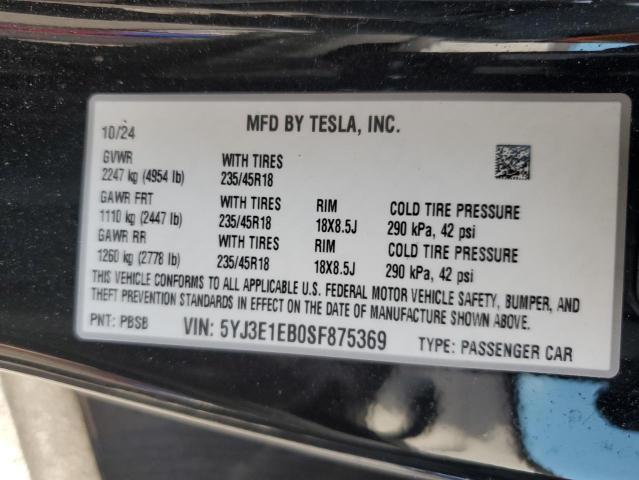 MFD BY TESLA, INC.
10/24
GVWR WITH TIRES
2247 kg (4954 lb) 235/45R18
GAWR FRT WITH TIRES RIM COLD TIRE PRESSURE
1110 kg (2447 lb) 235/45R18 18X8.5J 290 kPa, 42 psi
GAWR RR WITH TIRES RIM COLD TIRE PRESSURE
1260 kg (2778 lb) 235/45R18 18X8.5J 290 kPa, 42 psi
THIS VEHICLE CONFORMS TO ALL APPLICABLE U.S. FEDERAL MOTOR VEHICLE SAFETY, BUMPER, AND
THEFT PREVENTION STANDARDS IN EFFECT ON THE DATE OF MANUFACTURE SHOWN ABOVE.
PNT: PBSB VIN: 5YJ3E1EB0SF875369 TYPE: PASSENGER CAR